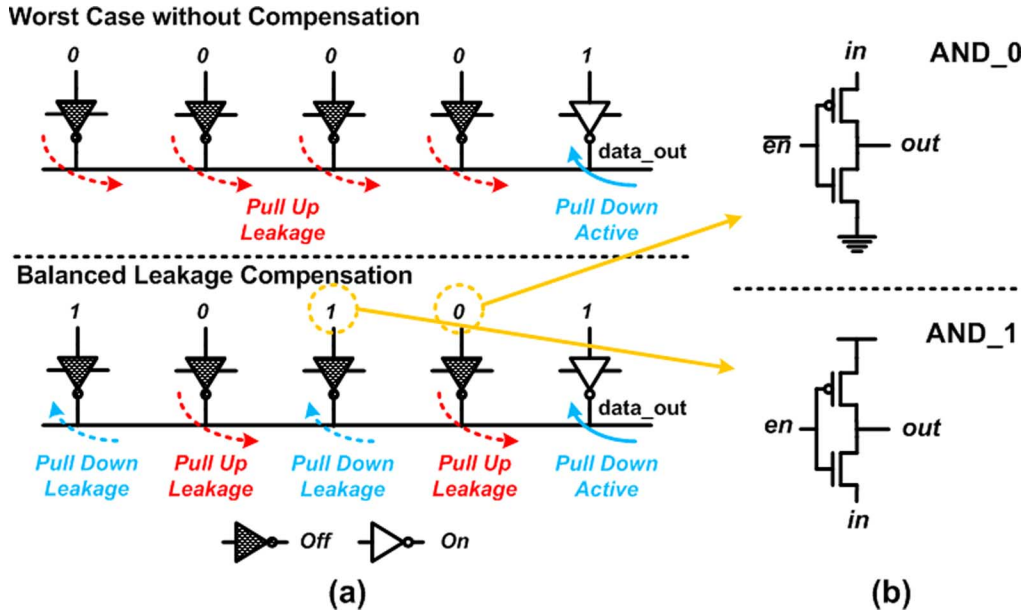 Worst Case without Compensation
0 0 0 0 1
data_out
Pull Up
Leakage
Pull Down
Active
Balanced Leakage Compensation
1 0 1 0 1
data_out
Pull Down
Leakage
Pull Up
Leakage
Pull Down
Leakage
Pull Up
Leakage
Pull Down
Active
Off
On
(a)
in
AND_0
e̅n̅
out
AND_1
en
out
in
(b)